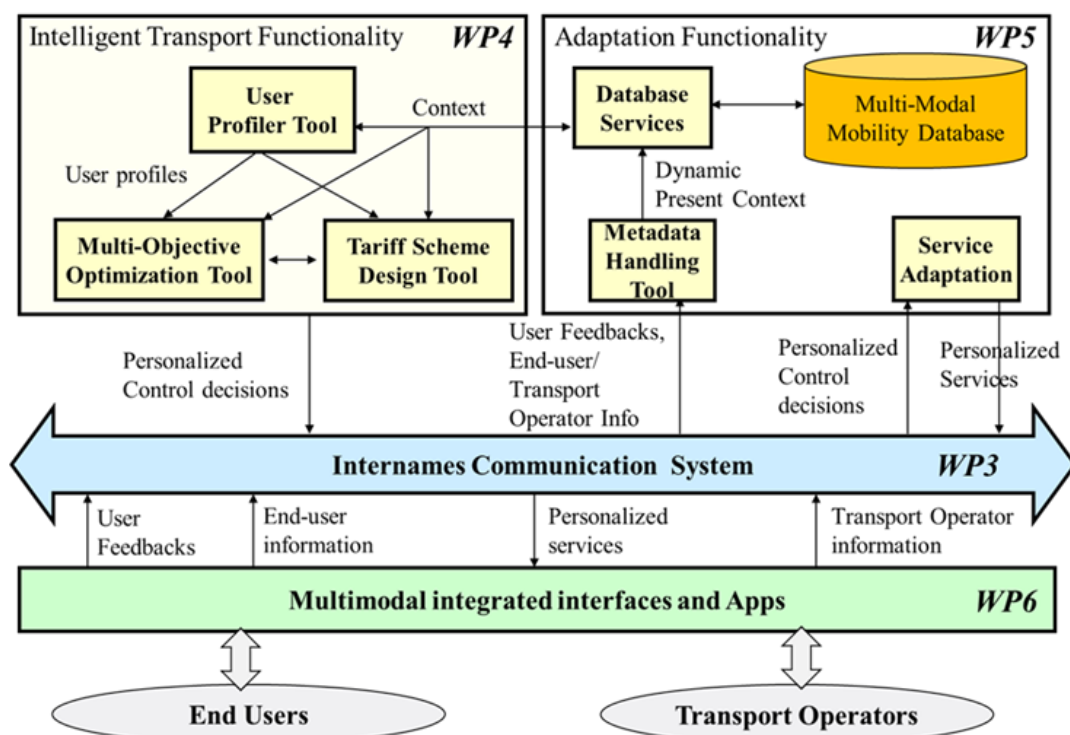 Intelligent Transport Functionality WP4
Adaptation Functionality WP5
User
Profiler Tool
Context
Database
Services
Multi-Modal
Mobility Database
User profiles
Dynamic
Present Context
Multi-Objective
Optimization Tool
Tariff Scheme
Design Tool
Metadada
Handling
Tool
Service
Adaptation
Personalized
Control decisions
User Feedbacks,
End-user/
Transport
Operator Info
Personalized
Control
decisions
Personalized
Services
Internames Communication System WP3
User
Feedbacks
End-user
information
Personalized
services
Transport Operator
information
Multimodal integrated interfaces and Apps WP6
End Users
Transport Operators